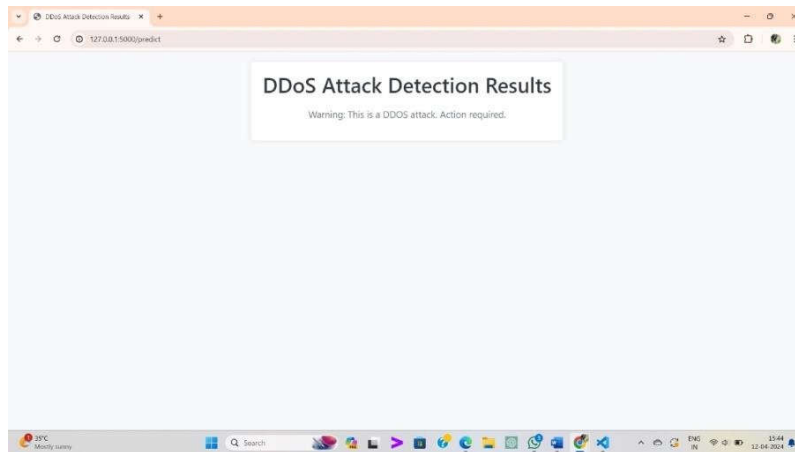 DDoS Attack Detection Results
127.0.0.1:5000/predict
DDoS Attack Detection Results
Warning: This is a DDOS attack. Action required.
35°C
Mostly sunny
Search
ENG
IN
15:44
12-04-2024